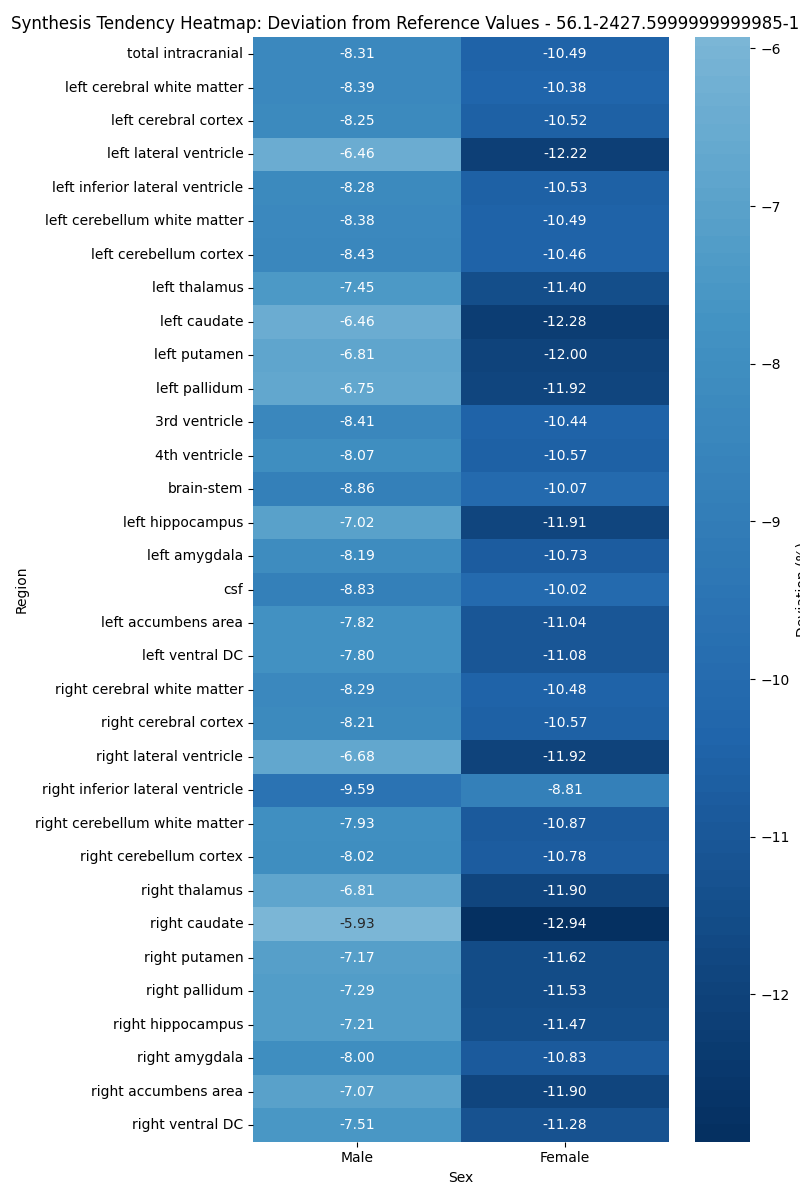 Synthesis Tendency Heatmap: Deviation from Reference Values - 56.1-2427.5999999999985-1
total intracranial -8.31 -10.49
left cerebral white matter -8.39 -10.38
left cerebral cortex -8.25 -10.52
left lateral ventricle -6.46 -12.22
left inferior lateral ventricle -8.28 -10.53
left cerebellum white matter -8.38 -10.49
left cerebellum cortex -8.43 -10.46
left thalamus -7.45 -11.40
left caudate -6.46 -12.28
left putamen -6.81 -12.00
left pallidum -6.75 -11.92
3rd ventricle -8.41 -10.44
4th ventricle -8.07 -10.57
brain-stem -8.86 -10.07
left hippocampus -7.02 -11.91
left amygdala -8.19 -10.73
csf -8.83 -10.02
left accumbens area -7.82 -11.04
left ventral DC -7.80 -11.08
right cerebral white matter -8.29 -10.48
right cerebral cortex -8.21 -10.57
right lateral ventricle -6.68 -11.92
right inferior lateral ventricle -9.59 -8.81
right cerebellum white matter -7.93 -10.87
right cerebellum cortex -8.02 -10.78
right thalamus -6.81 -11.90
right caudate -5.93 -12.94
right putamen -7.17 -11.62
right pallidum -7.29 -11.53
right hippocampus -7.21 -11.47
right amygdala -8.00 -10.83
right accumbens area -7.07 -11.90
right ventral DC -7.51 -11.28
Male Female
Sex
Region
−6
−7
−8
−9
−10
−11
−12